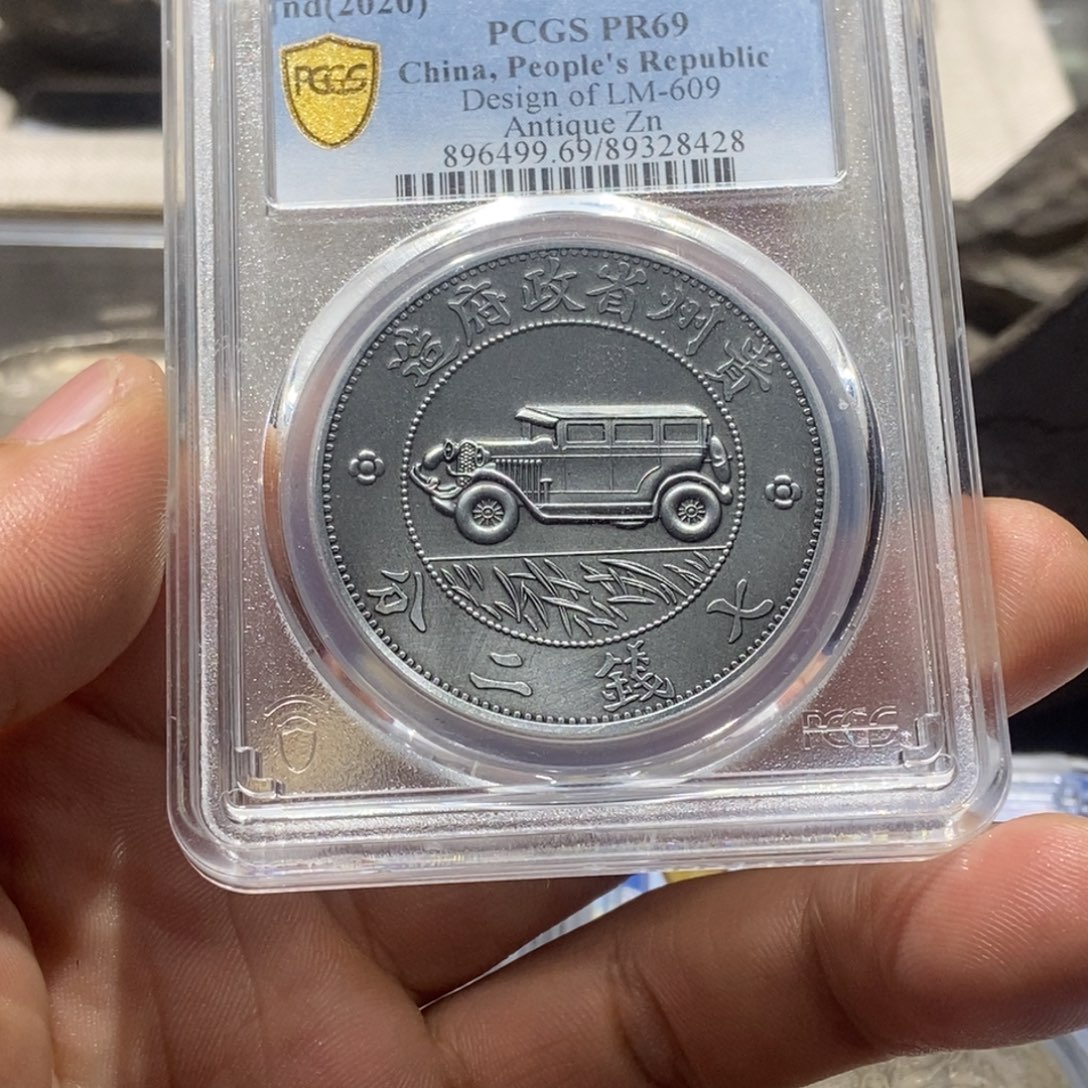 nd(2020)
PCGS PR69
China, People's Republic
Design of LM-609
Antique Zn
896499.69/89328428
PCGS
貴州省政府造
七錢二分
PCGS